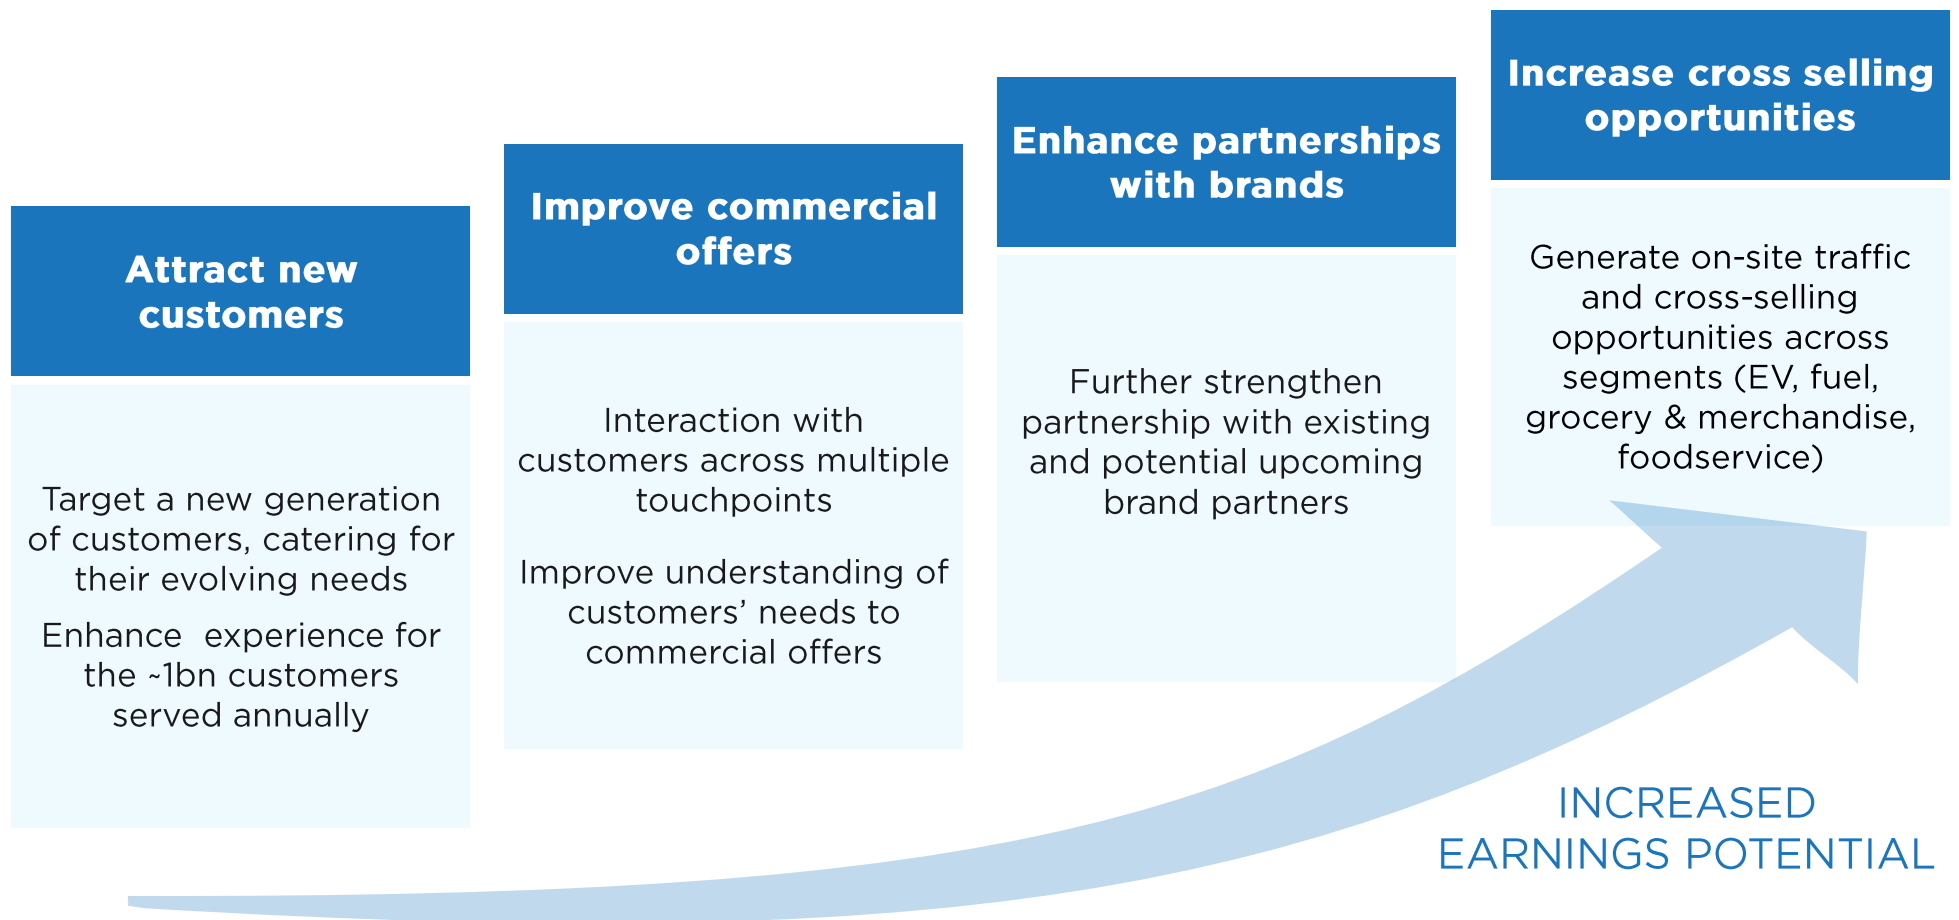 Attract new
customers
Target a new generation
of customers, catering for
their evolving needs
Enhance  experience for
the ~1bn customers
served annually
Improve commercial
offers
Interaction with
customers across multiple
touchpoints
Improve understanding of
customers’ needs to
commercial offers
Enhance partnerships
with brands
Further strengthen
partnership with existing
and potential upcoming
brand partners
Increase cross selling
opportunities
Generate on-site traffic
and cross-selling
opportunities across
segments (EV, fuel,
grocery & merchandise,
foodservice)
INCREASED
EARNINGS POTENTIAL